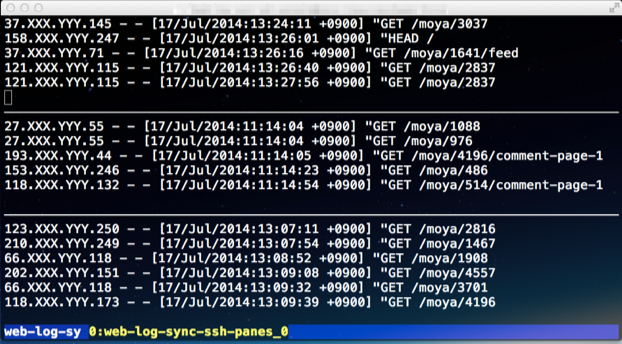 37.XXX.YYY.145 - - [17/Jul/2014:13:24:11 +0900] "GET /moya/3037
158.XXX.YYY.247 - - [17/Jul/2014:13:26:01 +0900] "HEAD /
37.XXX.YYY.71 - - [17/Jul/2014:13:26:16 +0900] "GET /moya/1641/feed
121.XXX.YYY.115 - - [17/Jul/2014:13:26:40 +0900] "GET /moya/2837
121.XXX.YYY.115 - - [17/Jul/2014:13:27:56 +0900] "GET /moya/2837
27.XXX.YYY.55 - - [17/Jul/2014:11:14:04 +0900] "GET /moya/1088
27.XXX.YYY.55 - - [17/Jul/2014:11:14:04 +0900] "GET /moya/976
193.XXX.YYY.44 - - [17/Jul/2014:11:14:05 +0900] "GET /moya/4196/comment-page-1
153.XXX.YYY.246 - - [17/Jul/2014:11:14:23 +0900] "GET /moya/486
118.XXX.YYY.132 - - [17/Jul/2014:11:14:54 +0900] "GET /moya/514/comment-page-1
123.XXX.YYY.250 - - [17/Jul/2014:13:07:11 +0900] "GET /moya/2816
210.XXX.YYY.249 - - [17/Jul/2014:13:07:54 +0900] "GET /moya/1467
66.XXX.YYY.118 - - [17/Jul/2014:13:08:52 +0900] "GET /moya/1908
202.XXX.YYY.151 - - [17/Jul/2014:13:09:08 +0900] "GET /moya/4557
66.XXX.YYY.118 - - [17/Jul/2014:13:09:32 +0900] "GET /moya/3701
118.XXX.YYY.173 - - [17/Jul/2014:13:09:39 +0900] "GET /moya/4196
web-log-sy 0:web-log-sync-ssh-panes_0